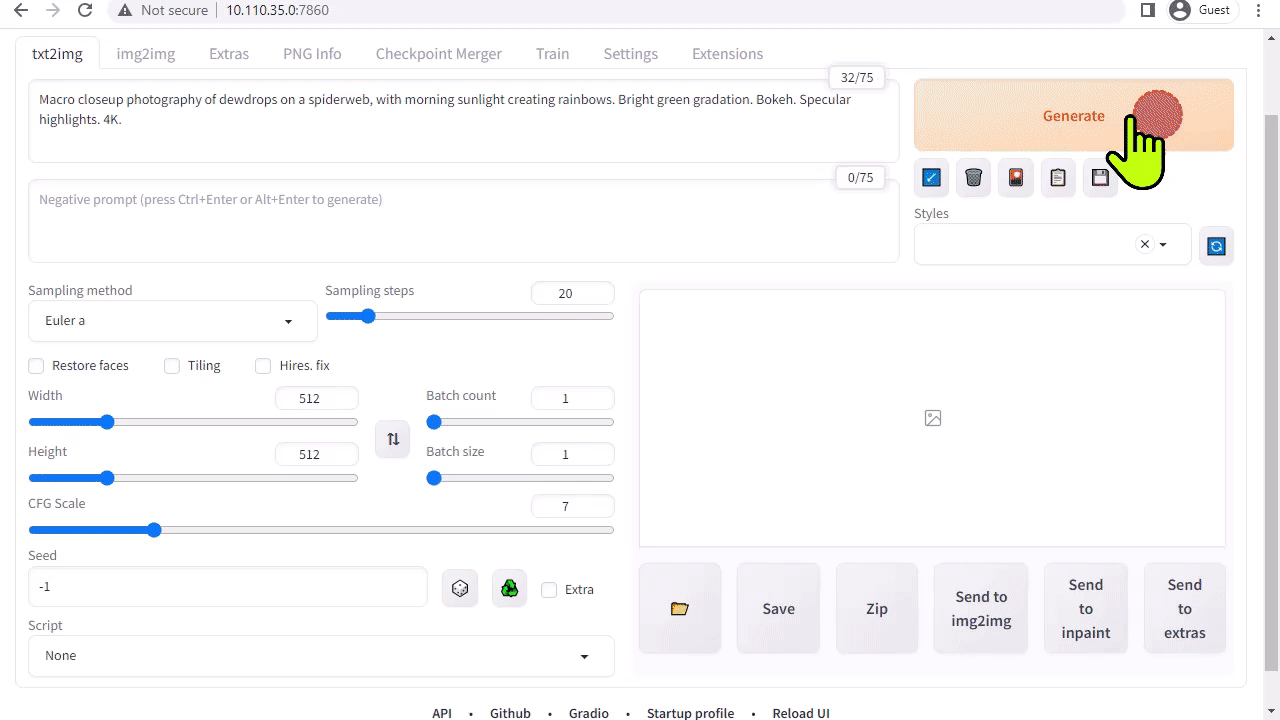 Not secure
10.110.35.0:7860
Guest
txt2img
img2img
Extras
PNG Info
Checkpoint Merger
Train
Settings
Extensions
32/75
Macro closeup photography of dewdrops on a spiderweb, with morning sunlight creating rainbows. Bright green gradation. Bokeh. Specular
highlights. 4K.
Generate
0/75
Negative prompt (press Ctrl+Enter or Alt+Enter to generate)
Styles
Sampling method
Sampling steps
20
Euler a
Restore faces
Tiling
Hires. fix
Width
512
Batch count
1
Height
512
Batch size
1
CFG Scale
7
Seed
-1
Extra
Save
Zip
Send to
img2img
Send
to
inpaint
Send
to
extras
Script
None
API • Github • Gradio • Startup profile • Reload UI